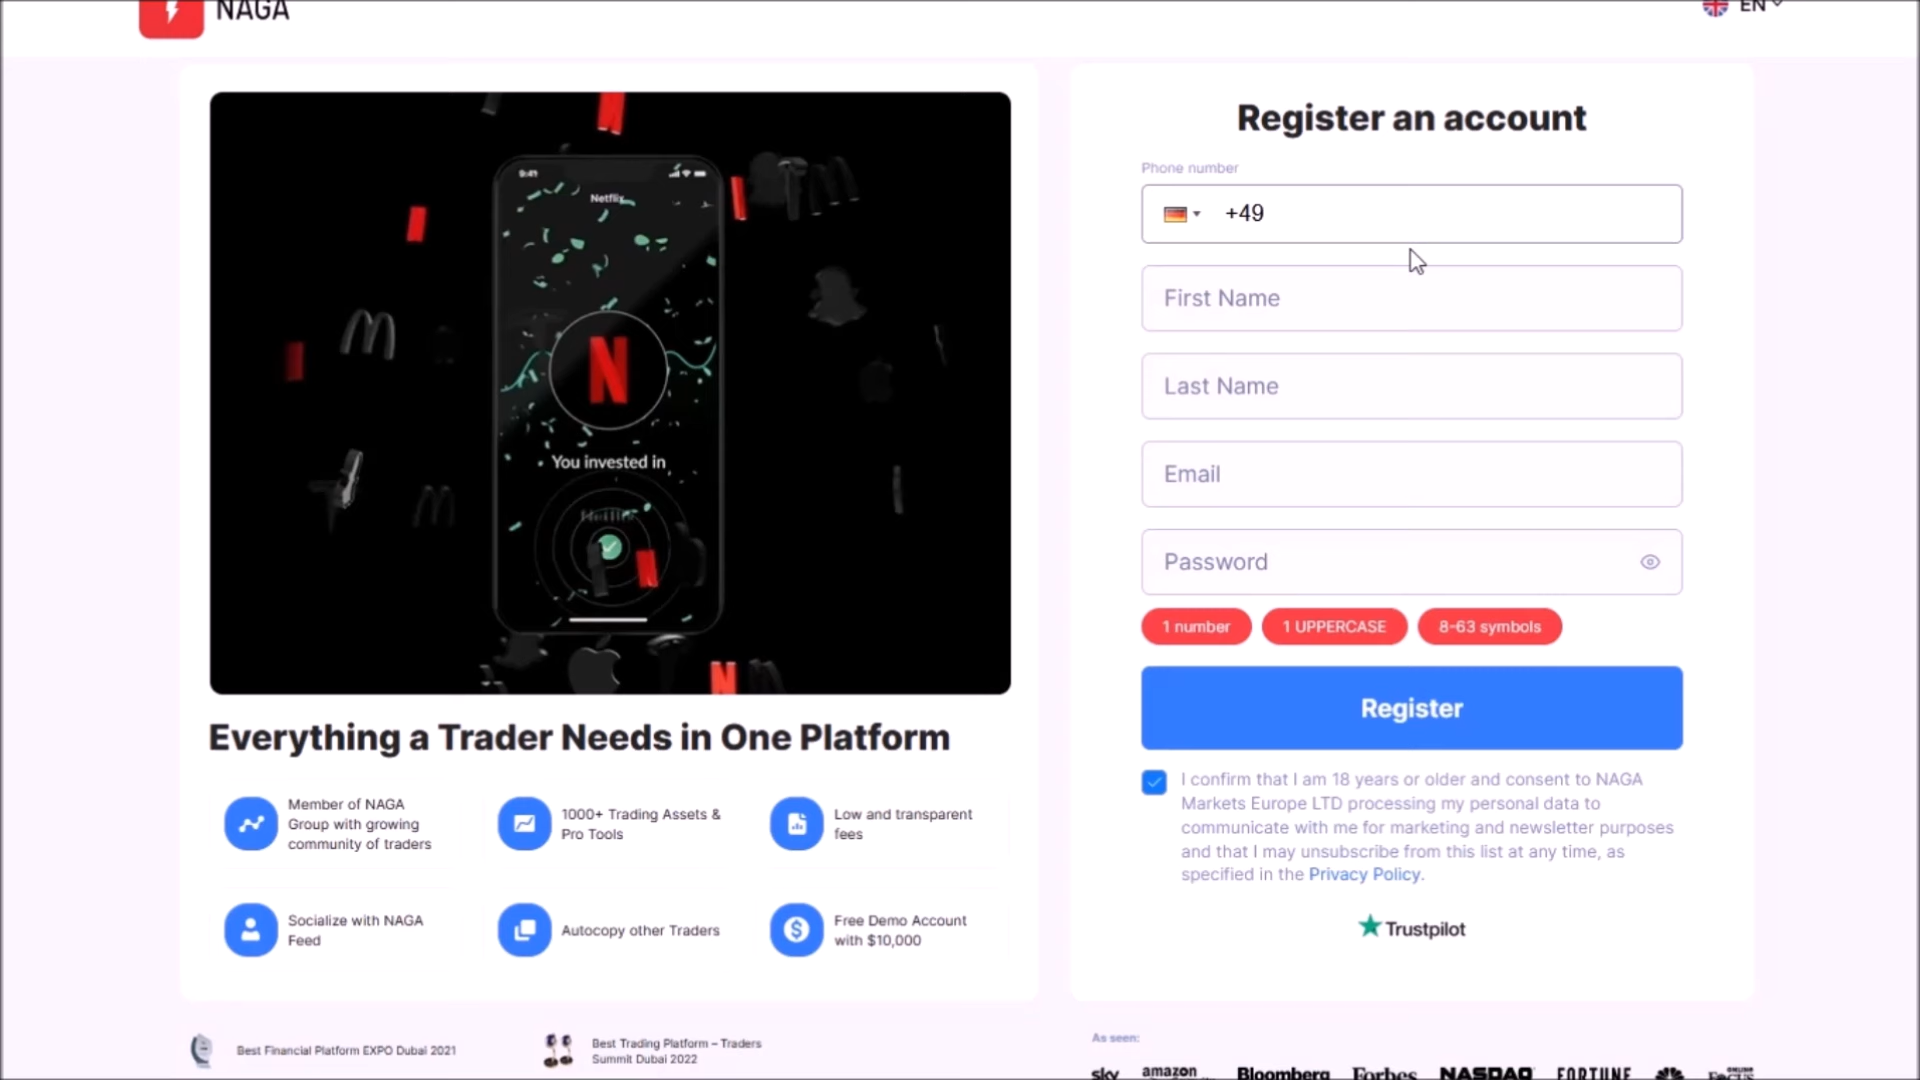 NAGA
EN
9:41
Netflix
You invested in
Netflix
Everything a Trader Needs in One Platform
Member of NAGA
Group with growing
community of traders
1000+ Trading Assets &
Pro Tools
Low and transparent
fees
Socialize with NAGA
Feed
Autocopy other Traders
Free Demo Account
with $10,000
Best Financial Platform EXPO Dubai 2021
Best Trading Platform – Traders
Summit Dubai 2022
Register an account
Phone number
+49
First Name
Last Name
Email
Password
1 number
1 UPPERCASE
8-63 symbols
Register
I confirm that I am 18 years or older and consent to NAGA
Markets Europe LTD processing my personal data to
communicate with me for marketing and newsletter purposes
and that I may unsubscribe from this list at any time, as
specified in the Privacy Policy.
Trustpilot
As seen:
sky amazon Bloomberg Forbes NASDAQ FORTUNE